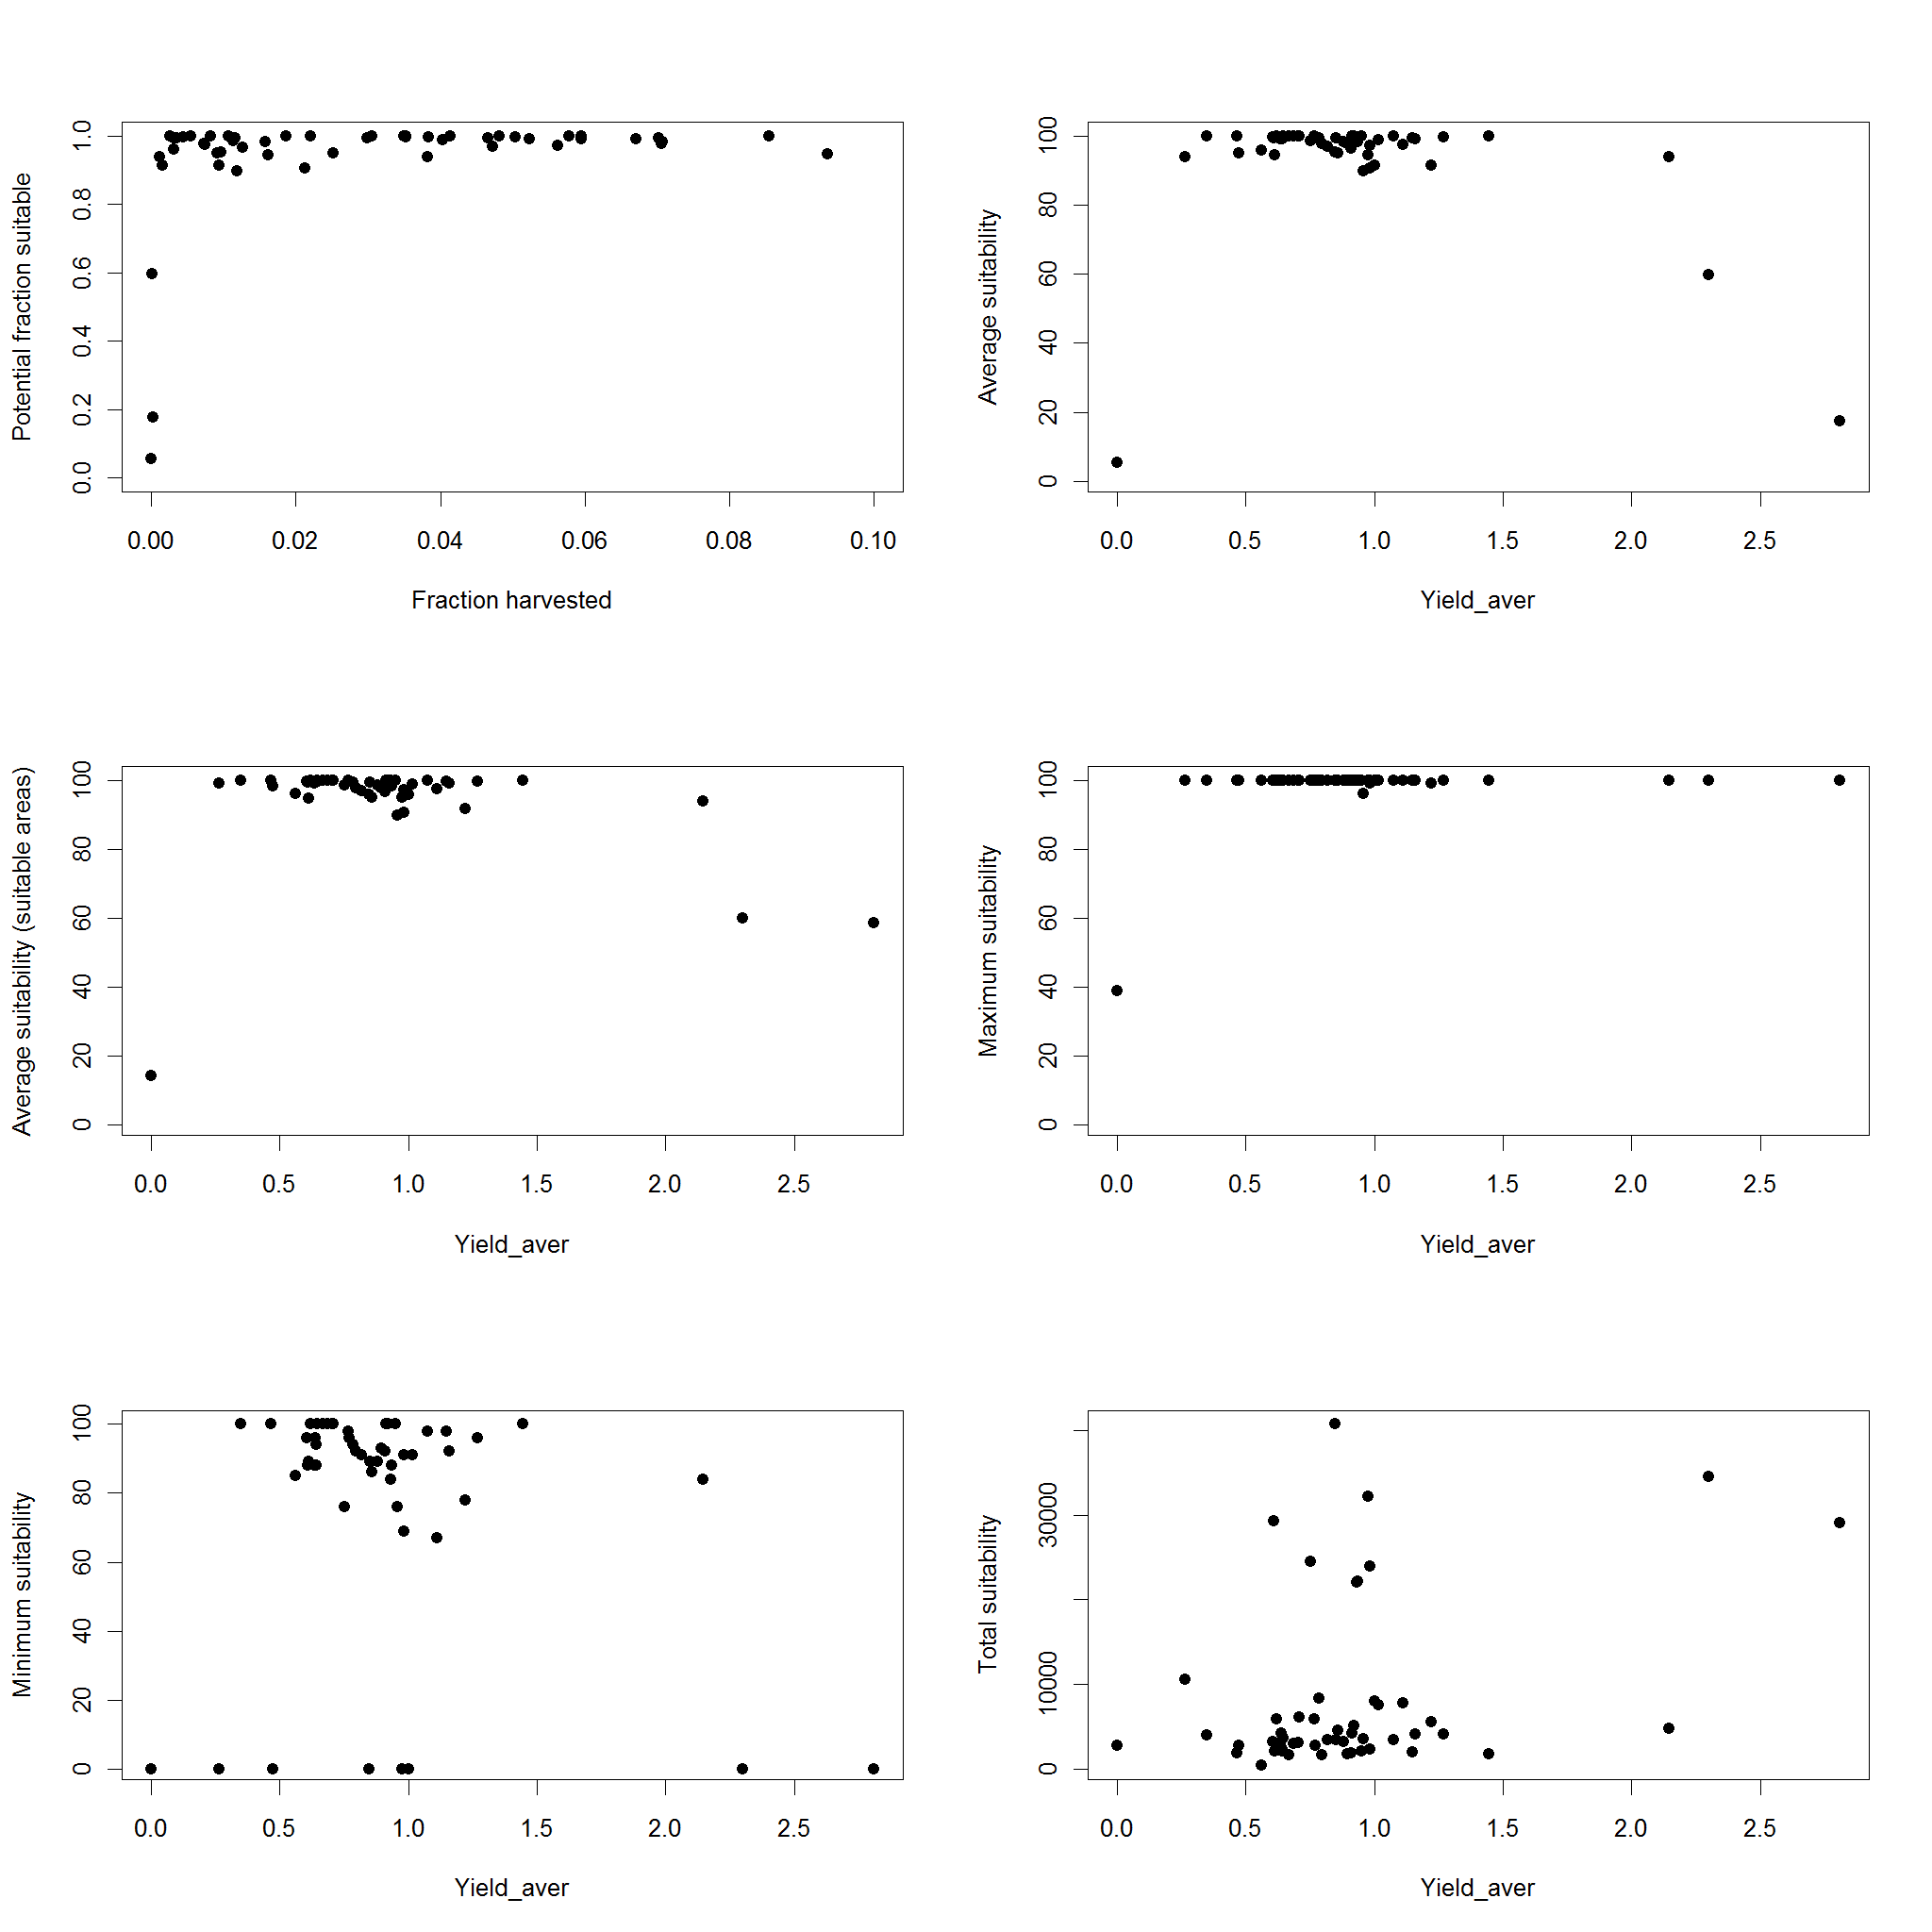 Potential fraction suitable
0.0 0.2 0.4 0.6 0.8 1.0
0.00 0.02 0.04 0.06 0.08 0.10
Fraction harvested
Average suitability
0 20 40 60 80 100
0.0 0.5 1.0 1.5 2.0 2.5
Yield_aver
Average suitability (suitable areas)
0 20 40 60 80 100
0.0 0.5 1.0 1.5 2.0 2.5
Yield_aver
Maximum suitability
0 20 40 60 80 100
0.0 0.5 1.0 1.5 2.0 2.5
Yield_aver
Minimum suitability
0 20 40 60 80 100
0.0 0.5 1.0 1.5 2.0 2.5
Yield_aver
Total suitability
0 10000 30000
0.0 0.5 1.0 1.5 2.0 2.5
Yield_aver